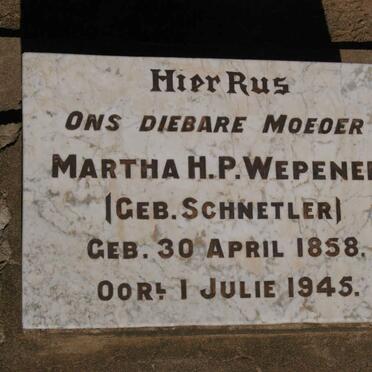 Hier Rus
ONS DIEBARE MOEDER
MARTHA H.P. WEPENER
(GEB. SCHNETLER)
GEB. 30 APRIL 1858.
OORL 1 JULIE 1945.